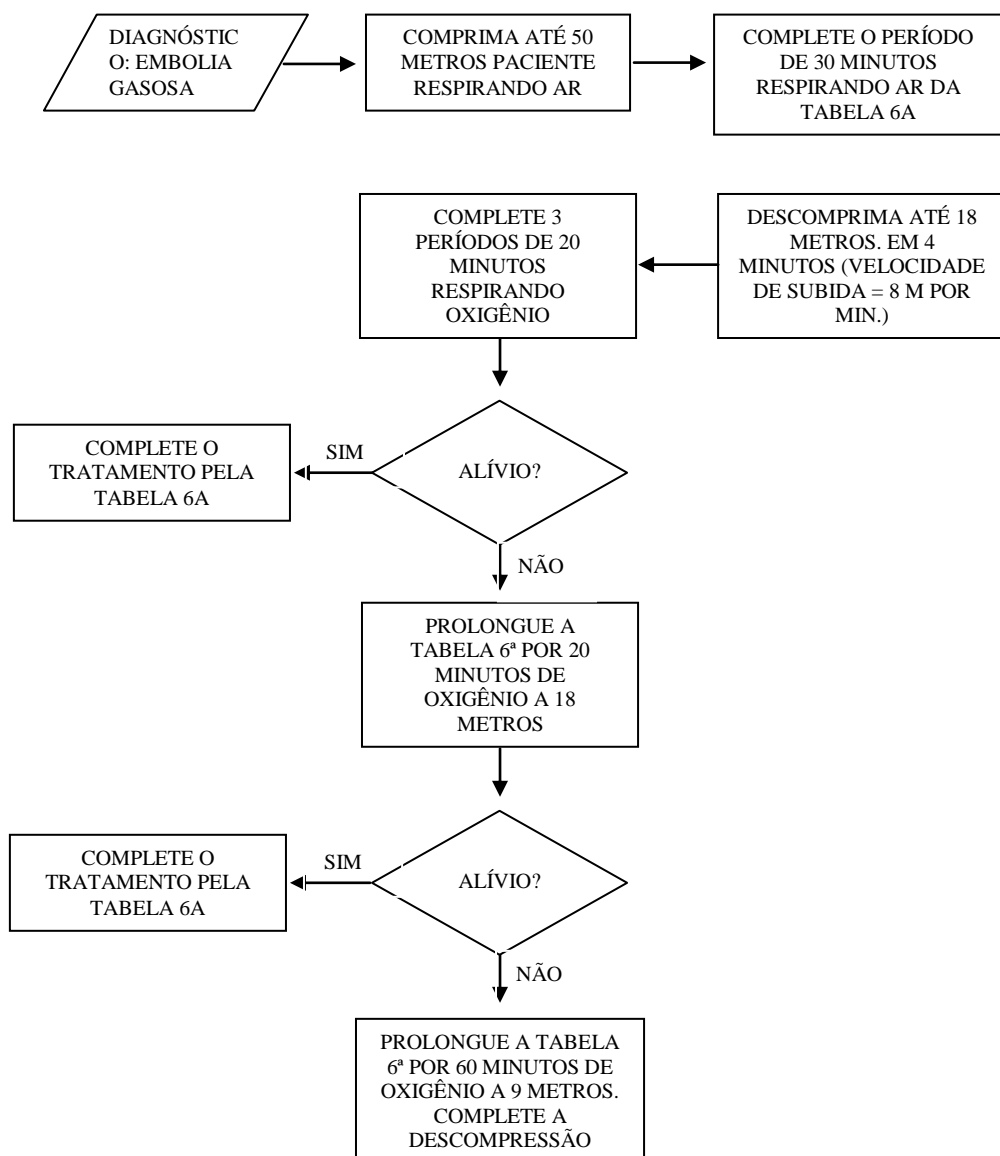 DIAGNÓSTIC
O: EMBOLIA
GASOSA
COMPRIMA ATÉ 50
METROS PACIENTE
RESPIRANDO AR
COMPLETE O PERÍODO
DE 30 MINUTOS
RESPIRANDO AR DA
TABELA 6A
DESCOMPRIMA ATÉ 18
METROS. EM 4
MINUTOS (VELOCIDADE
DE SUBIDA = 8 M POR
MIN.)
COMPLETE 3
PERÍODOS DE 20
MINUTOS
RESPIRANDO
OXIGÊNIO
ALÍVIO?
SIM
COMPLETE O
TRATAMENTO PELA
TABELA 6A
NÃO
PROLONGUE A
TABELA 6ª POR 20
MINUTOS DE
OXIGÊNIO A 18
METROS
ALÍVIO?
SIM
COMPLETE O
TRATAMENTO PELA
TABELA 6A
NÃO
PROLONGUE A TABELA
6ª POR 60 MINUTOS DE
OXIGÊNIO A 9 METROS.
COMPLETE A
DESCOMPRESSÃO